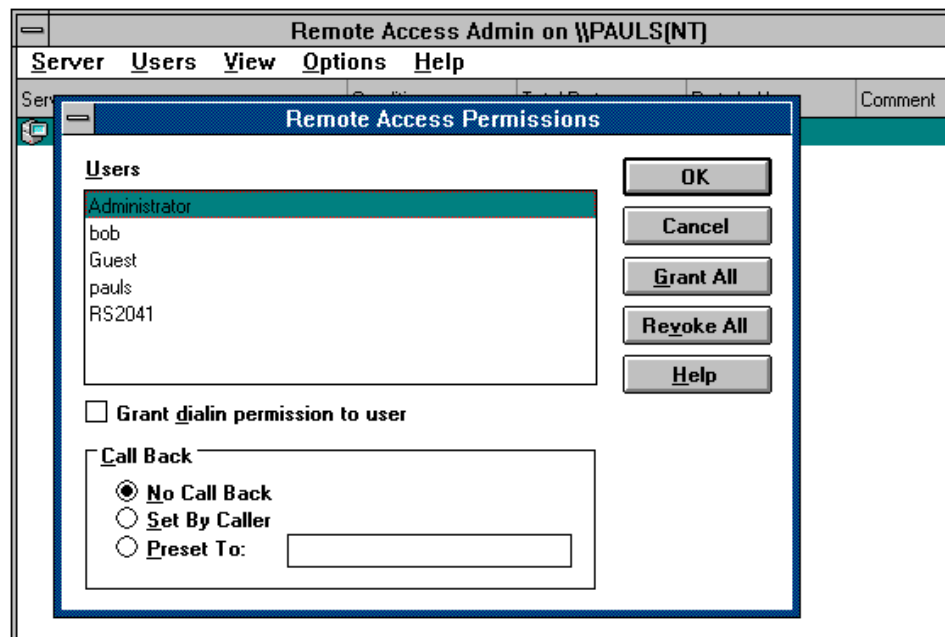 Remote Access Admin on \\PAULS(NT)
Server Users View Options Help
Comment
Remote Access Permissions
Users
Administrator
bob
Guest
pauls
RS2041
OK
Cancel
Grant All
Revoke All
Help
Grant dialin permission to user
Call Back
No Call Back
Set By Caller
Preset To: